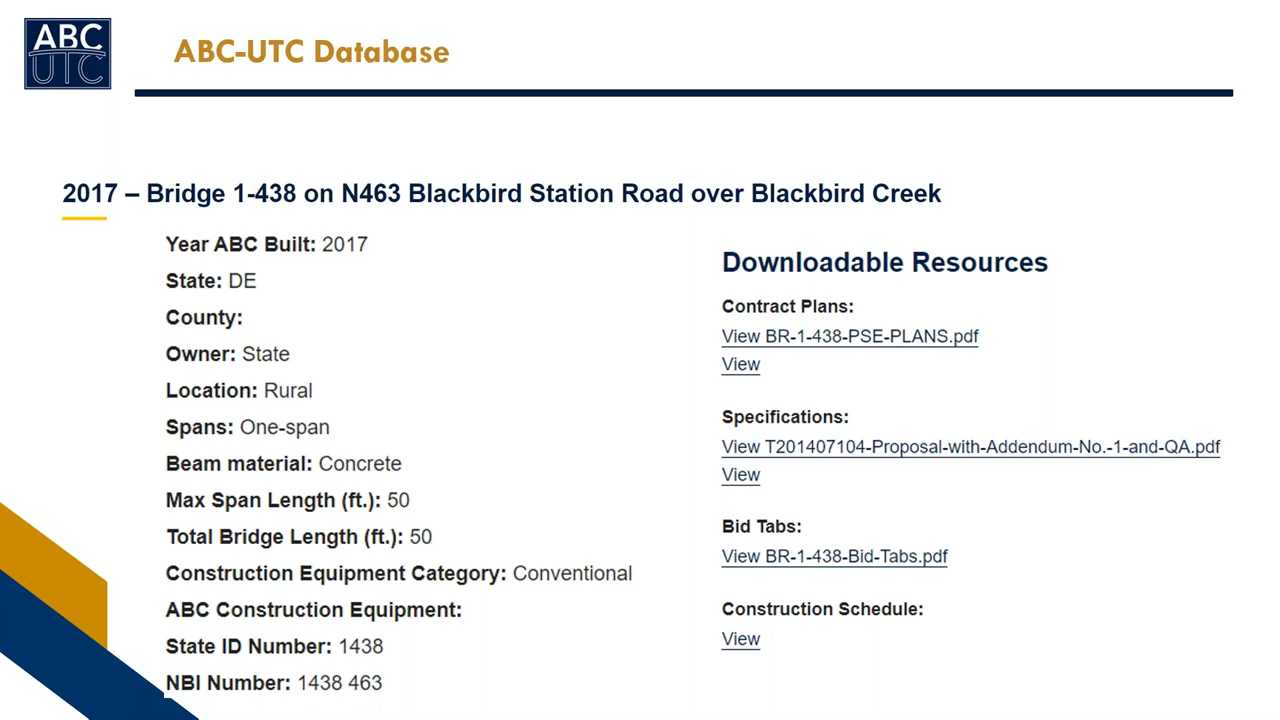 ABC
UTC
ABC-UTC Database
2017 – Bridge 1-438 on N463 Blackbird Station Road over Blackbird Creek
Year ABC Built: 2017
State: DE
County:
Owner: State
Location: Rural
Spans: One-span
Beam material: Concrete
Max Span Length (ft.): 50
Total Bridge Length (ft.): 50
Construction Equipment Category: Conventional
ABC Construction Equipment:
State ID Number: 1438
NBI Number: 1438 463
Downloadable Resources
Contract Plans:
View BR-1-438-PSE-PLANS.pdf
View
Specifications:
View T201407104-Proposal-with-Addendum-No.-1-and-QA.pdf
View
Bid Tabs:
View BR-1-438-Bid-Tabs.pdf
Construction Schedule:
View